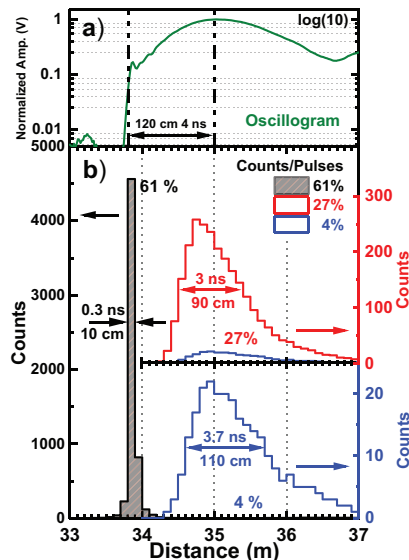 a)
log(10)
Normalized Amp. (V)
1
0.1
0.01
120 cm 4 ns
Oscillogram
5000
b)
61 %
Counts/Pulses
61%
27%
4%
4000
3000
2000
1000
0
Counts
300
200
100
0
Counts
3 ns
90 cm
0.3 ns
10 cm
27%
20
10
0
Counts
3.7 ns
110 cm
4 %
33
34
35
36
37
Distance (m)